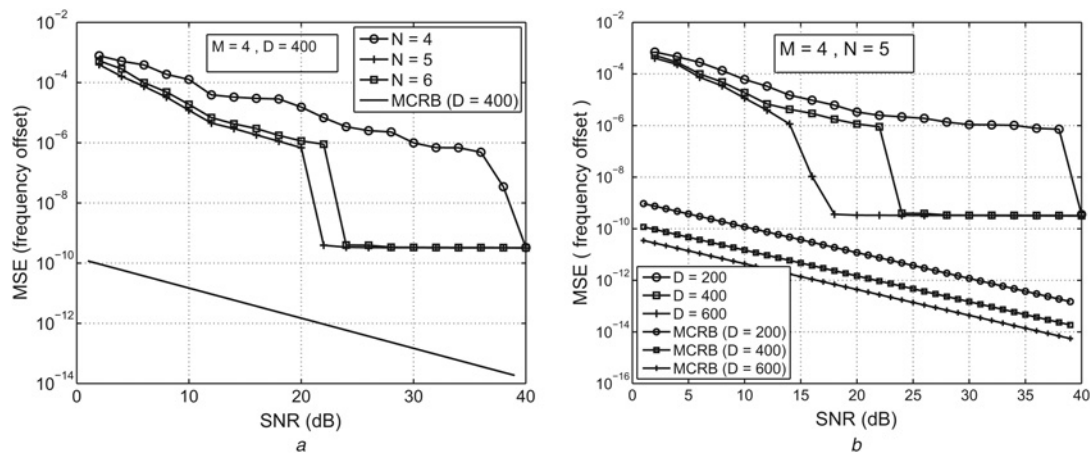 10⁻²
10⁻⁴
10⁻⁶
10⁻⁸
10⁻¹⁰
10⁻¹²
10⁻¹⁴
MSE (frequency offset)
M = 4 , D = 400
N = 4
N = 5
N = 6
MCRB (D = 400)
0 10 20 30 40
SNR (dB)
a
10⁻²
10⁻⁴
10⁻⁶
10⁻⁸
10⁻¹⁰
10⁻¹²
10⁻¹⁴
10⁻¹⁶
MSE ( frequency offset )
M = 4 , N = 5
D = 200
D = 400
D = 600
MCRB (D = 200)
MCRB (D = 400)
MCRB (D = 600)
0 5 10 15 20 25 30 35 40
SNR (dB)
b